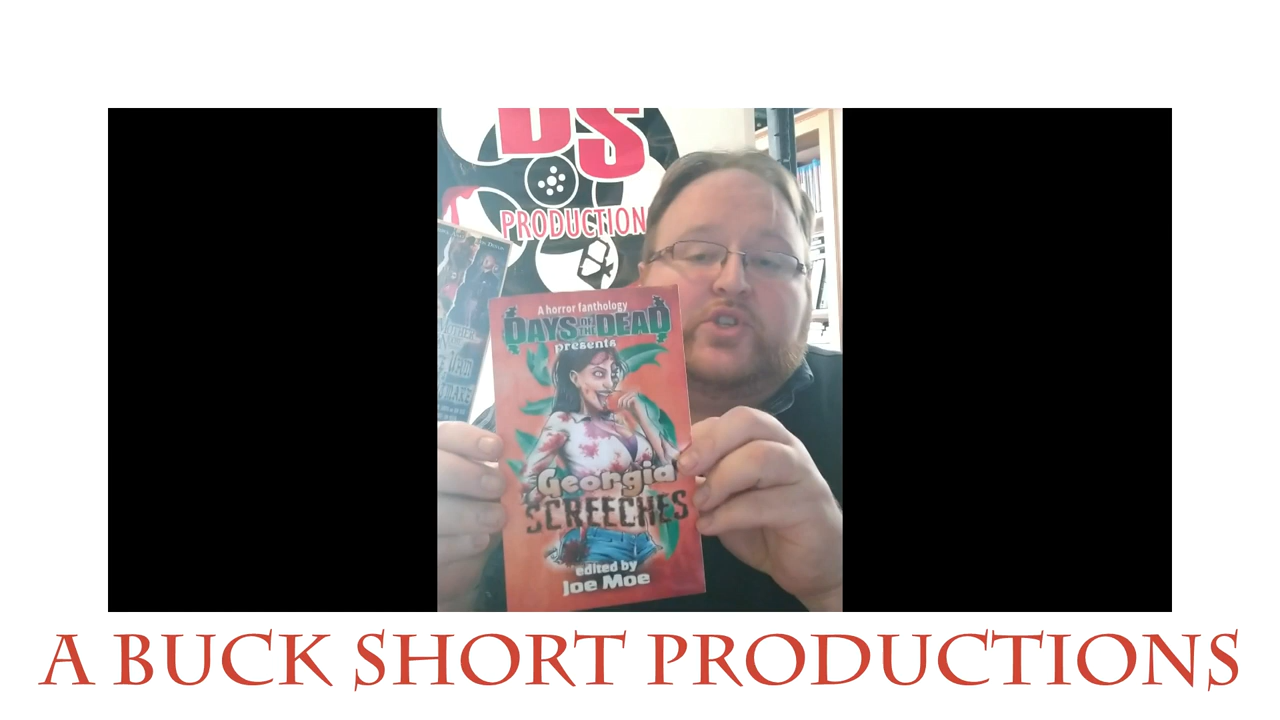 BS
PRODUCTION
A horror fanthology
DAYS OF THE DEAD
presents
Georgia
SCREECHES
edited by
Joe Moe
A BUCK SHORT PRODUCTIONS